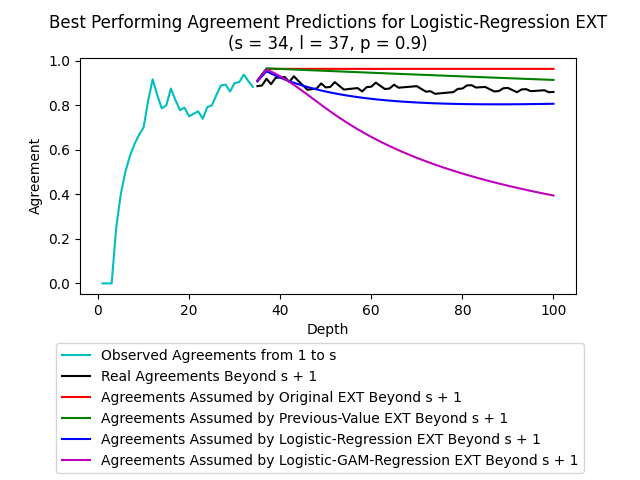 Best Performing Agreement Predictions for Logistic-Regression EXT
(s = 34, l = 37, p = 0.9)
1.0
0.8
0.6
0.4
0.2
0.0
Agreement
0 20 40 60 80 100
Depth
Observed Agreements from 1 to s
Real Agreements Beyond s + 1
Agreements Assumed by Original EXT Beyond s + 1
Agreements Assumed by Previous-Value EXT Beyond s + 1
Agreements Assumed by Logistic-Regression EXT Beyond s + 1
Agreements Assumed by Logistic-GAM-Regression EXT Beyond s + 1